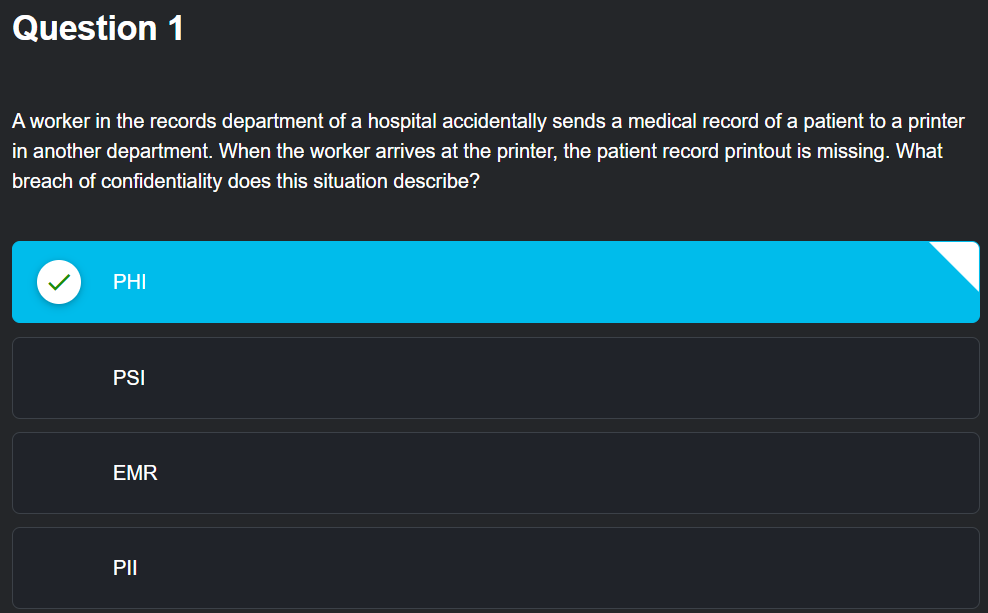 Question 1
A worker in the records department of a hospital accidentally sends a medical record of a patient to a printer
in another department. When the worker arrives at the printer, the patient record printout is missing. What
breach of confidentiality does this situation describe?
PHI
PSI
EMR
PII